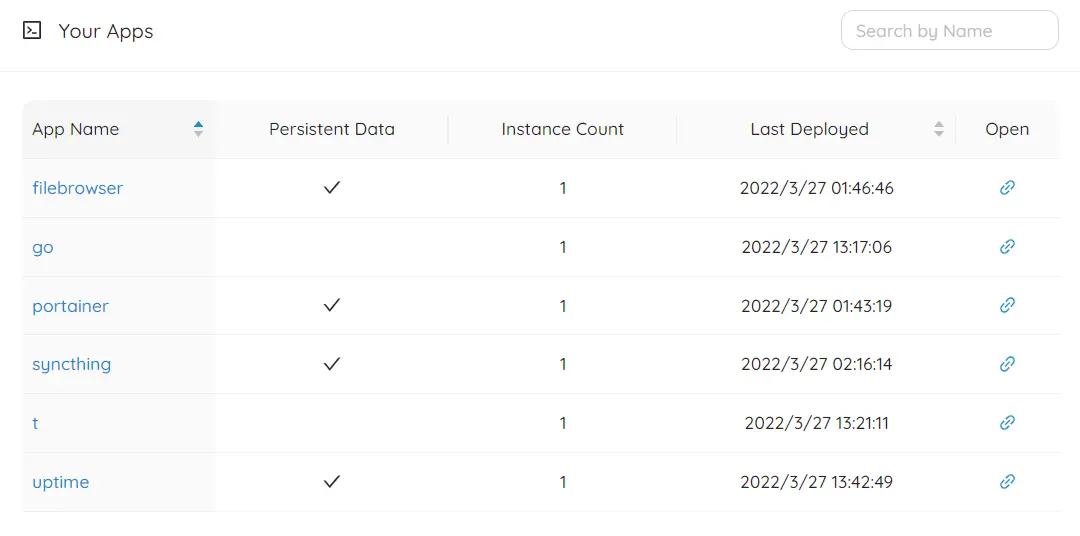 Your Apps
Search by Name
App Name Persistent Data Instance Count Last Deployed Open
filebrowser ✓ 1 2022/3/27 01:46:46
go 1 2022/3/27 13:17:06
portainer ✓ 1 2022/3/27 01:43:19
syncthing ✓ 1 2022/3/27 02:16:14
t 1 2022/3/27 13:21:11
uptime ✓ 1 2022/3/27 13:42:49